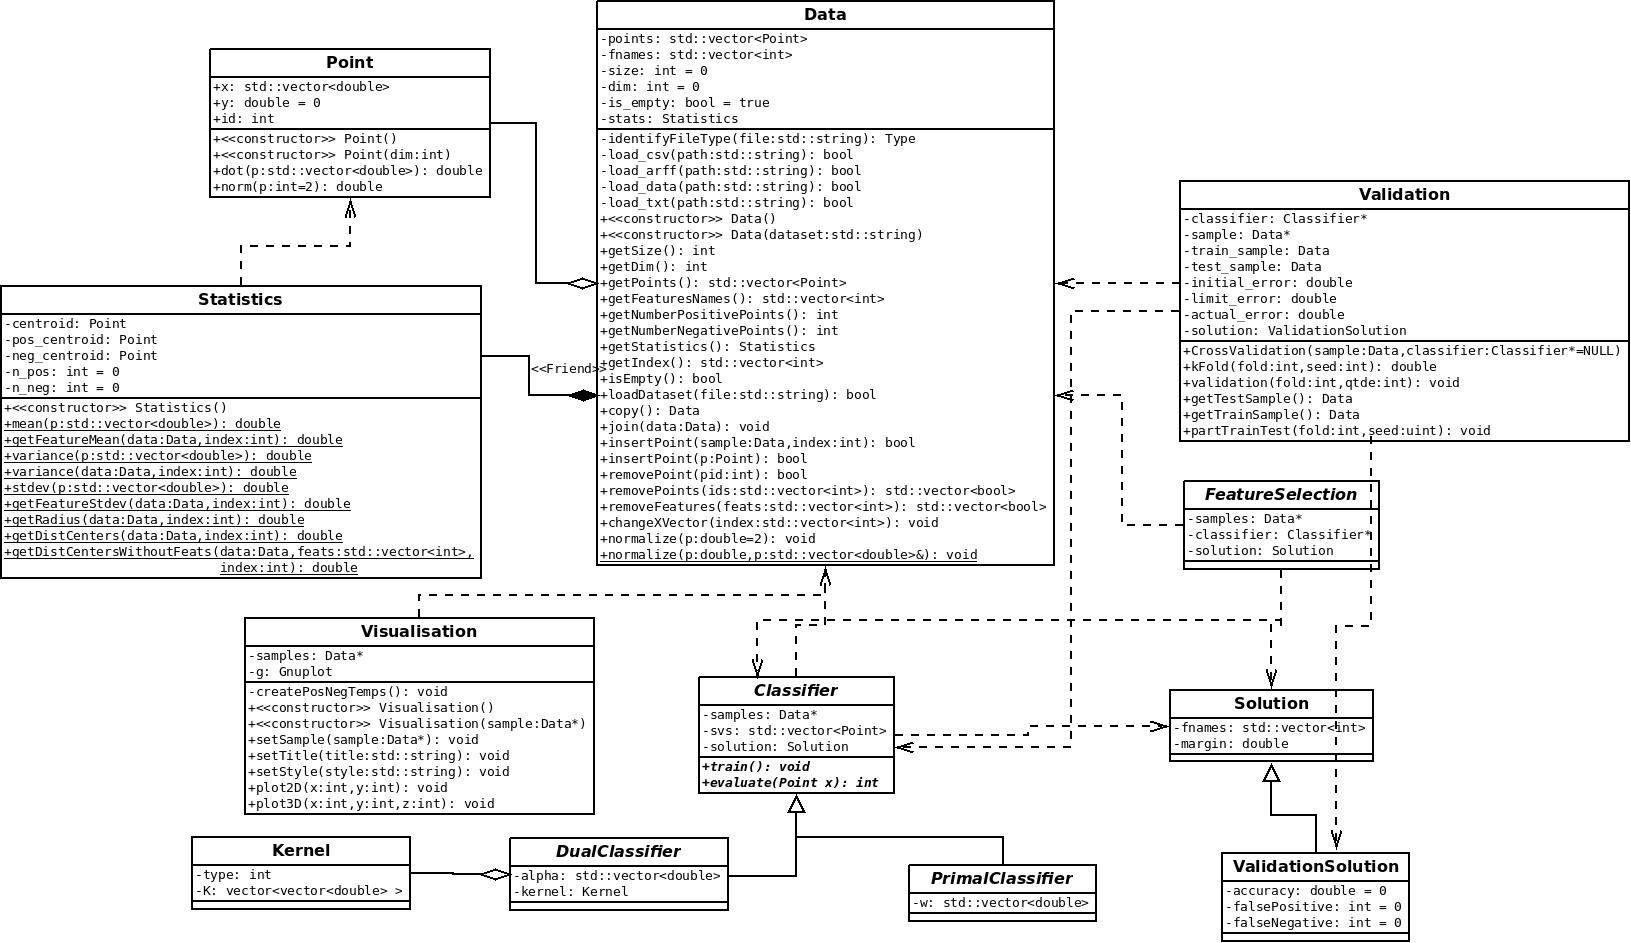 Data
-points: std::vector<Point>
-fnames: std::vector<int>
-size: int = 0
-dim: int = 0
-is_empty: bool = true
-stats: Statistics
-identifyFileType(file:std::string): Type
-load_csv(path:std::string): bool
-load_arff(path:std::string): bool
-load_data(path:std::string): bool
-load_txt(path:std::string): bool
+<<constructor>> Data()
+<<constructor>> Data(dataset:std::string)
+getSize(): int
+getDim(): int
+getPoints(): std::vector<Point>
+getFeaturesNames(): std::vector<int>
+getNumberPositivePoints(): int
+getNumberNegativePoints(): int
+getStatistics(): Statistics
+getIndex(): std::vector<int>
+isEmpty(): bool
+loadDataset(file:std::string): bool
+copy(): Data
+join(data:Data): void
+insertPoint(sample:Data,index:int): bool
+insertPoint(p:Point): bool
+removePoint(pid:int): bool
+removePoints(ids:std::vector<int>): std::vector<bool>
+removeFeatures(feats:std::vector<int>): std::vector<bool>
+changeXVector(index:std::vector<int>): void
+normalize(p:double=2): void
+normalize(p:double,p:std::vector<double>&): void
Point
+x: std::vector<double>
+y: double = 0
+id: int
+<<constructor>> Point()
+<<constructor>> Point(dim:int)
+dot(p:std::vector<double>): double
+norm(p:int=2): double
Validation
-classifier: Classifier*
-sample: Data*
-train_sample: Data
-test_sample: Data
-initial_error: double
-limit_error: double
-actual_error: double
-solution: ValidationSolution
+CrossValidation(sample:Data,classifier:Classifier*=NULL)
+kFold(fold:int,seed:int): double
+validation(fold:int,qtde:int): void
+getTestSample(): Data
+getTrainSample(): Data
+partTrainTest(fold:int,seed:uint): void
Statistics
-centroid: Point
-pos_centroid: Point
-neg_centroid: Point
-n_pos: int = 0
-n_neg: int = 0
+<<constructor>> Statistics()
+mean(p:std::vector<double>): double
+getFeatureMean(data:Data,index:int): double
+variance(p:std::vector<double>): double
+variance(data:Data,index:int): double
+stdev(p:std::vector<double>): double
+getFeatureStdev(data:Data,index:int): double
+getRadius(data:Data,index:int): double
+getDistCenters(data:Data,index:int): double
+getDistCentersWithoutFeats(data:Data,feats:std::vector<int>,
index:int): double
<<Friend>>
FeatureSelection
-samples: Data*
-classifier: Classifier*
-solution: Solution
Visualisation
-samples: Data*
-g: Gnuplot
-createPosNegTemps(): void
+<<constructor>> Visualisation()
+<<constructor>> Visualisation(sample:Data*)
+setSample(sample:Data*): void
+setTitle(title:std::string): void
+setStyle(style:std::string): void
+plot2D(x:int,y:int): void
+plot3D(x:int,y:int,z:int): void
Classifier
-samples: Data*
-svs: std::vector<Point>
-solution: Solution
+train(): void
+evaluate(Point x): int
Solution
-fnames: std::vector<int>
-margin: double
Kernel
-type: int
-K: vector<vector<double> >
DualClassifier
-alpha: std::vector<double>
-kernel: Kernel
PrimalClassifier
-w: std::vector<double>
ValidationSolution
-accuracy: double = 0
-falsePositive: int = 0
-falseNegative: int = 0